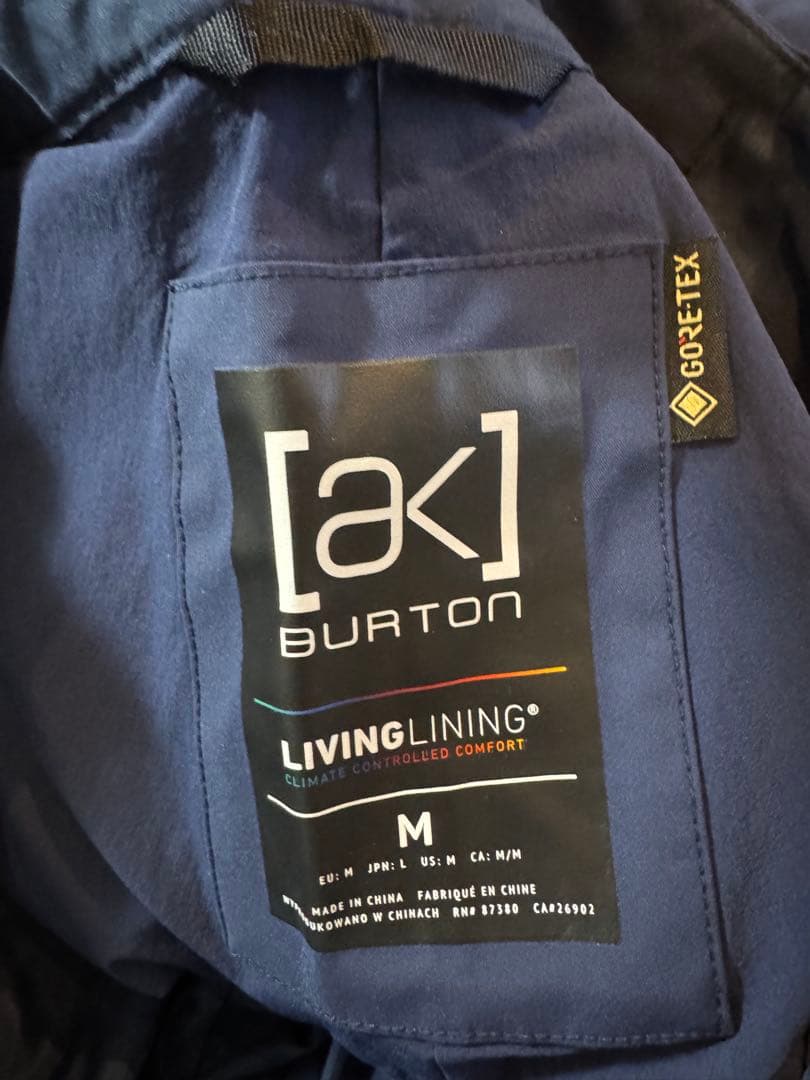 [ak]
BURTON
LIVINGLINING®
CLIMATE CONTROLLED COMFORT
M
EU: M JPN: L US: M CA: M/M
MADE IN CHINA FABRIQUÉ EN CHINE
W CHINACH RN# 87380 CA#26902
GORE-TEX